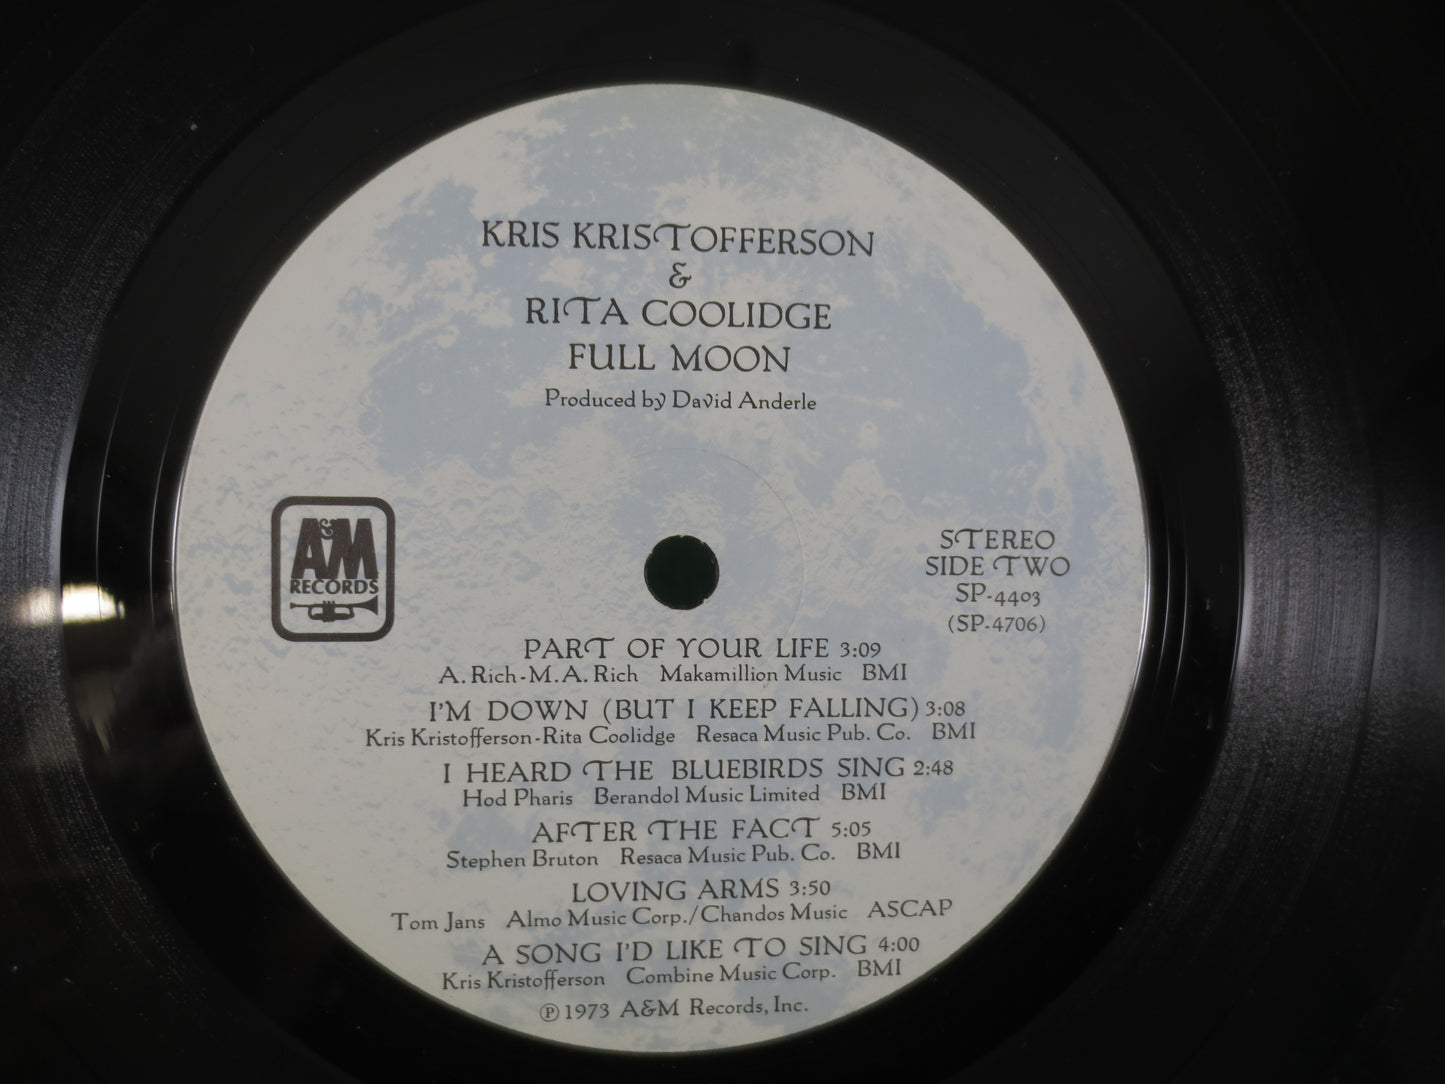 KRIS KRISTOFFERSON
&
RITA COOLIDGE
FULL MOON
Produced by David Anderle
A&M
RECORDS
STEREO
SIDE TWO
SP-4403
(SP-4706)
PART OF YOUR LIFE 3:09
A. Rich-M.A. Rich Makamillion Music BMI
I'M DOWN (BUT I KEEP FALLING) 3:08
Kris Kristofferson-Rita Coolidge Resaca Music Pub. Co. BMI
I HEARD THE BLUEBIRDS SING 2:48
Hod Pharis Berandol Music Limited BMI
AFTER THE FACT 5:05
Stephen Bruton Resaca Music Pub. Co. BMI
LOVING ARMS 3:50
Tom Jans Almo Music Corp./Chandos Music ASCAP
A SONG I'D LIKE TO SING 4:00
Kris Kristofferson Combine Music Corp. BMI
℗1973 A&M Records, Inc.